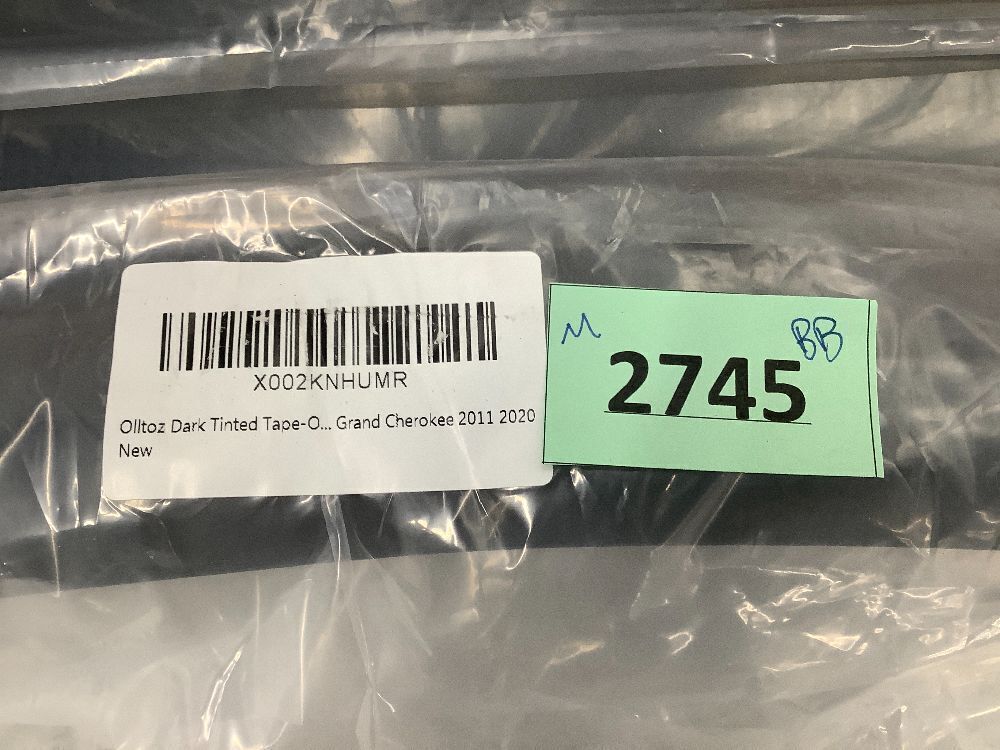 X002KNHUMR
Olltoz Dark Tinted Tape-O... Grand Cherokee 2011 2020
New
M
BB
2745